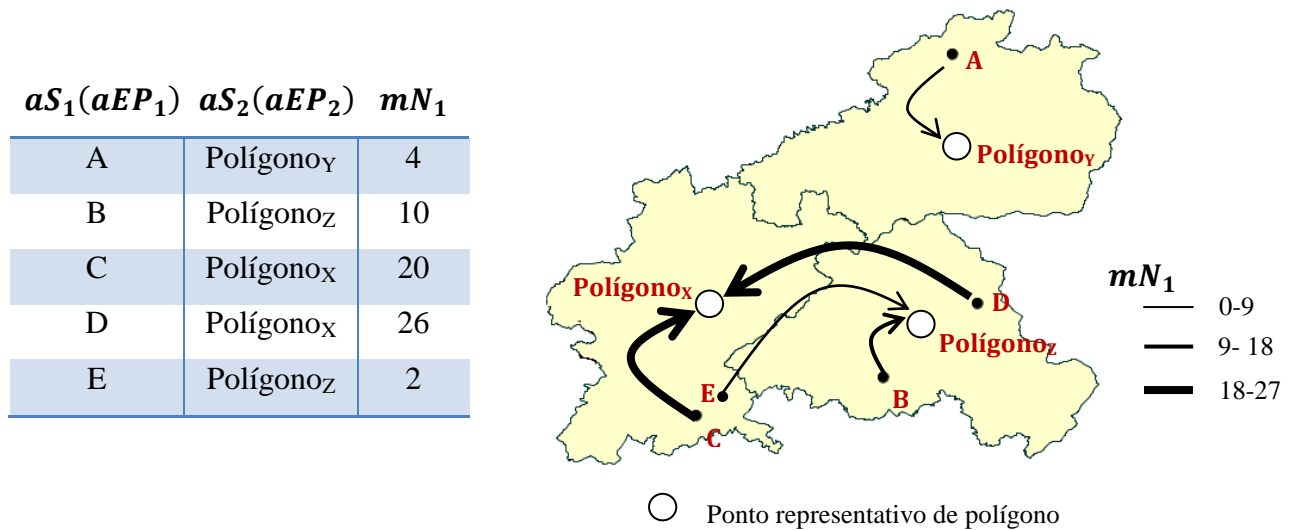 aS₁(aEP₁) aS₂(aEP₂) mN₁
A Polígono_Y 4
B Polígono_Z 10
C Polígono_X 20
D Polígono_X 26
E Polígono_Z 2
A
Polígono_Y
Polígono_X
D
Polígono_Z
E
B
C
mN₁
0-9
9- 18
18-27
Ponto representativo de polígono